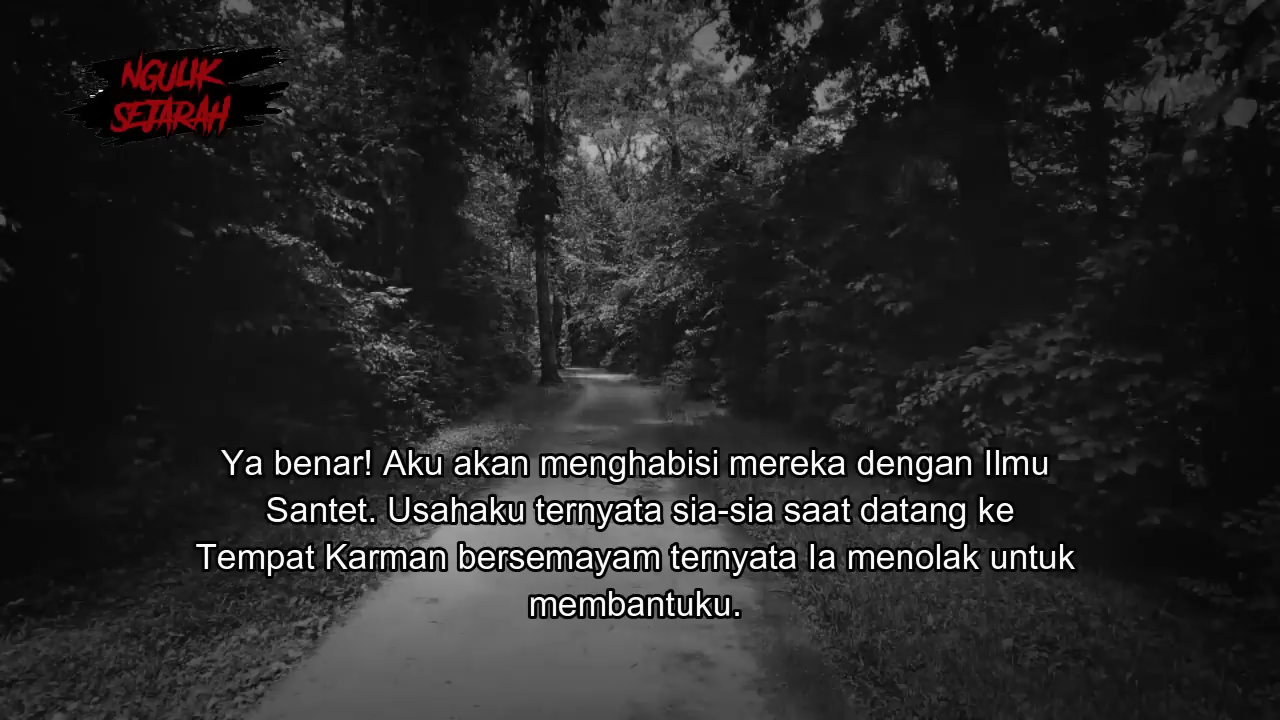 NGULIK
SEJARAH
Ya benar! Aku akan menghabisi mereka dengan Ilmu
Santet. Usahaku ternyata sia-sia saat datang ke
Tempat Karman bersemayam ternyata Ia menolak untuk
membantuku.